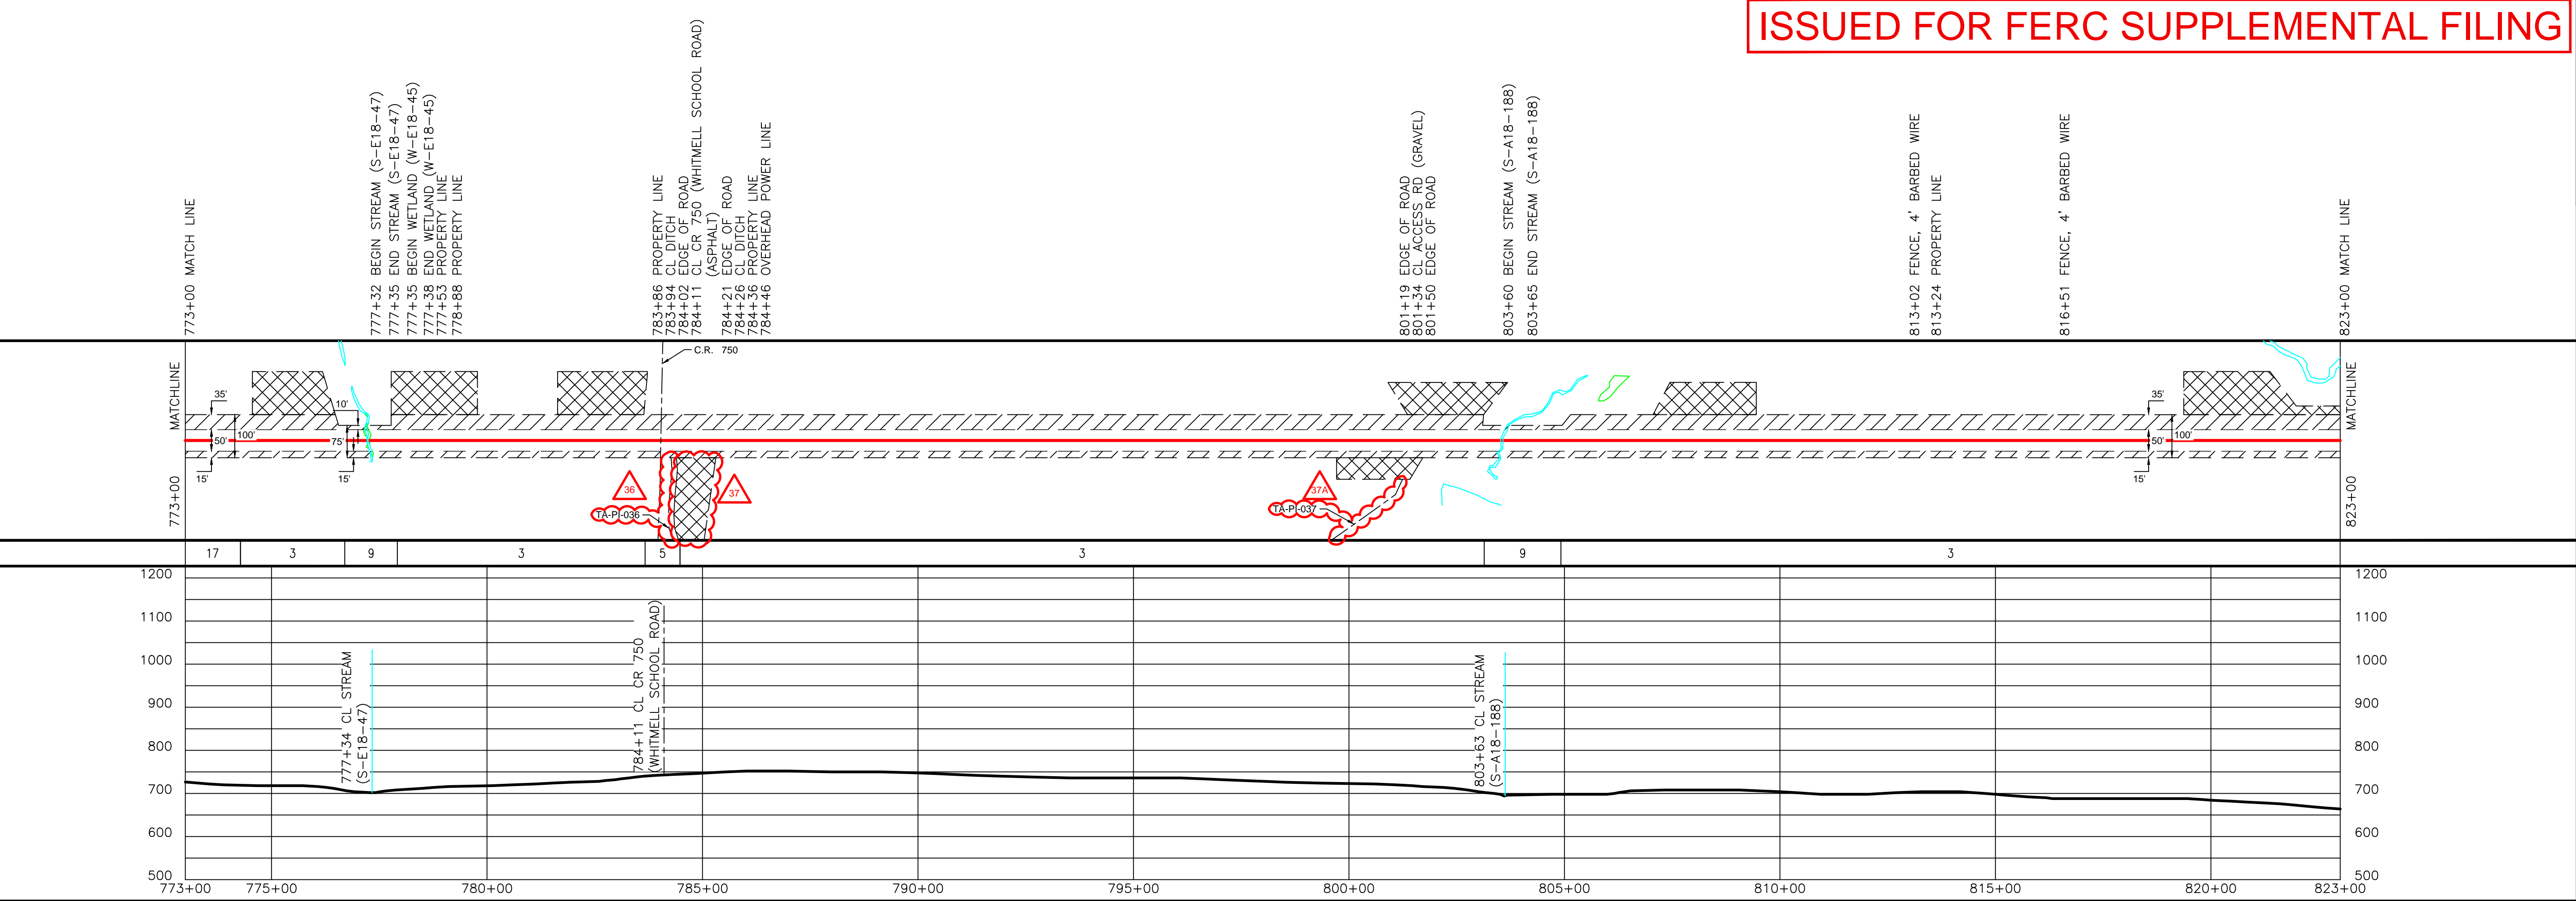 ISSUED FOR FERC SUPPLEMENTAL FILING
773+00 MATCH LINE
777+32 BEGIN STREAM (S-E18-47)
777+35 END STREAM (S-E18-47)
777+35 BEGIN WETLAND (W-E18-45)
777+38 END WETLAND (W-E18-45)
777+53 PROPERTY LINE
778+88 PROPERTY LINE
783+86 PROPERTY LINE
783+94 CL DITCH
784+02 EDGE OF ROAD
784+11 CL CR 750 (WHITMELL SCHOOL ROAD)
(ASPHALT)
784+21 EDGE OF ROAD
784+26 CL DITCH
784+36 PROPERTY LINE
784+46 OVERHEAD POWER LINE
801+19 EDGE OF ROAD
801+34 CL ACCESS RD (GRAVEL)
801+50 EDGE OF ROAD
803+60 BEGIN STREAM (S-A18-188)
803+65 END STREAM (S-A18-188)
813+02 FENCE, 4' BARBED WIRE
813+24 PROPERTY LINE
816+51 FENCE, 4' BARBED WIRE
823+00 MATCH LINE
MATCHLINE
773+00
35'
50'
100'
15'
10'
75'
15'
C.R. 750
36
37
TA-PI-036
37A
TA-PI-037
35'
50'
100'
15'
MATCHLINE
823+00
17 3 9 3 5 3 9 3
1200 1200
1100 1100
1000 1000
900 900
800 800
700 700
600 600
500 500
777+34 CL STREAM
(S-E18-47)
784+11 CL CR 750
(WHITMELL SCHOOL ROAD)
803+63 CL STREAM
(S-A18-188)
773+00 775+00 780+00 785+00 790+00 795+00 800+00 805+00 810+00 815+00 820+00 823+00